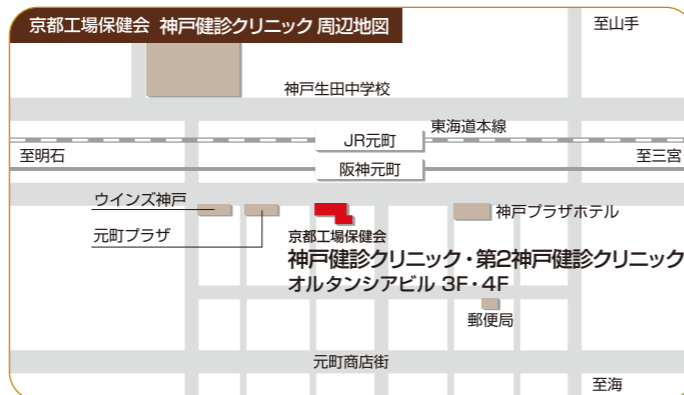 京都工場保健会 神戸健診クリニック 周辺地図
至山手
神戸生田中学校
東海道本線
JR元町
至明石
至三宮
阪神元町
ウインズ神戸
神戸プラザホテル
元町プラザ
京都工場保健会
神戸健診クリニック・第2神戸健診クリニック
オルタンシアビル 3F・4F
郵便局
元町商店街
至海